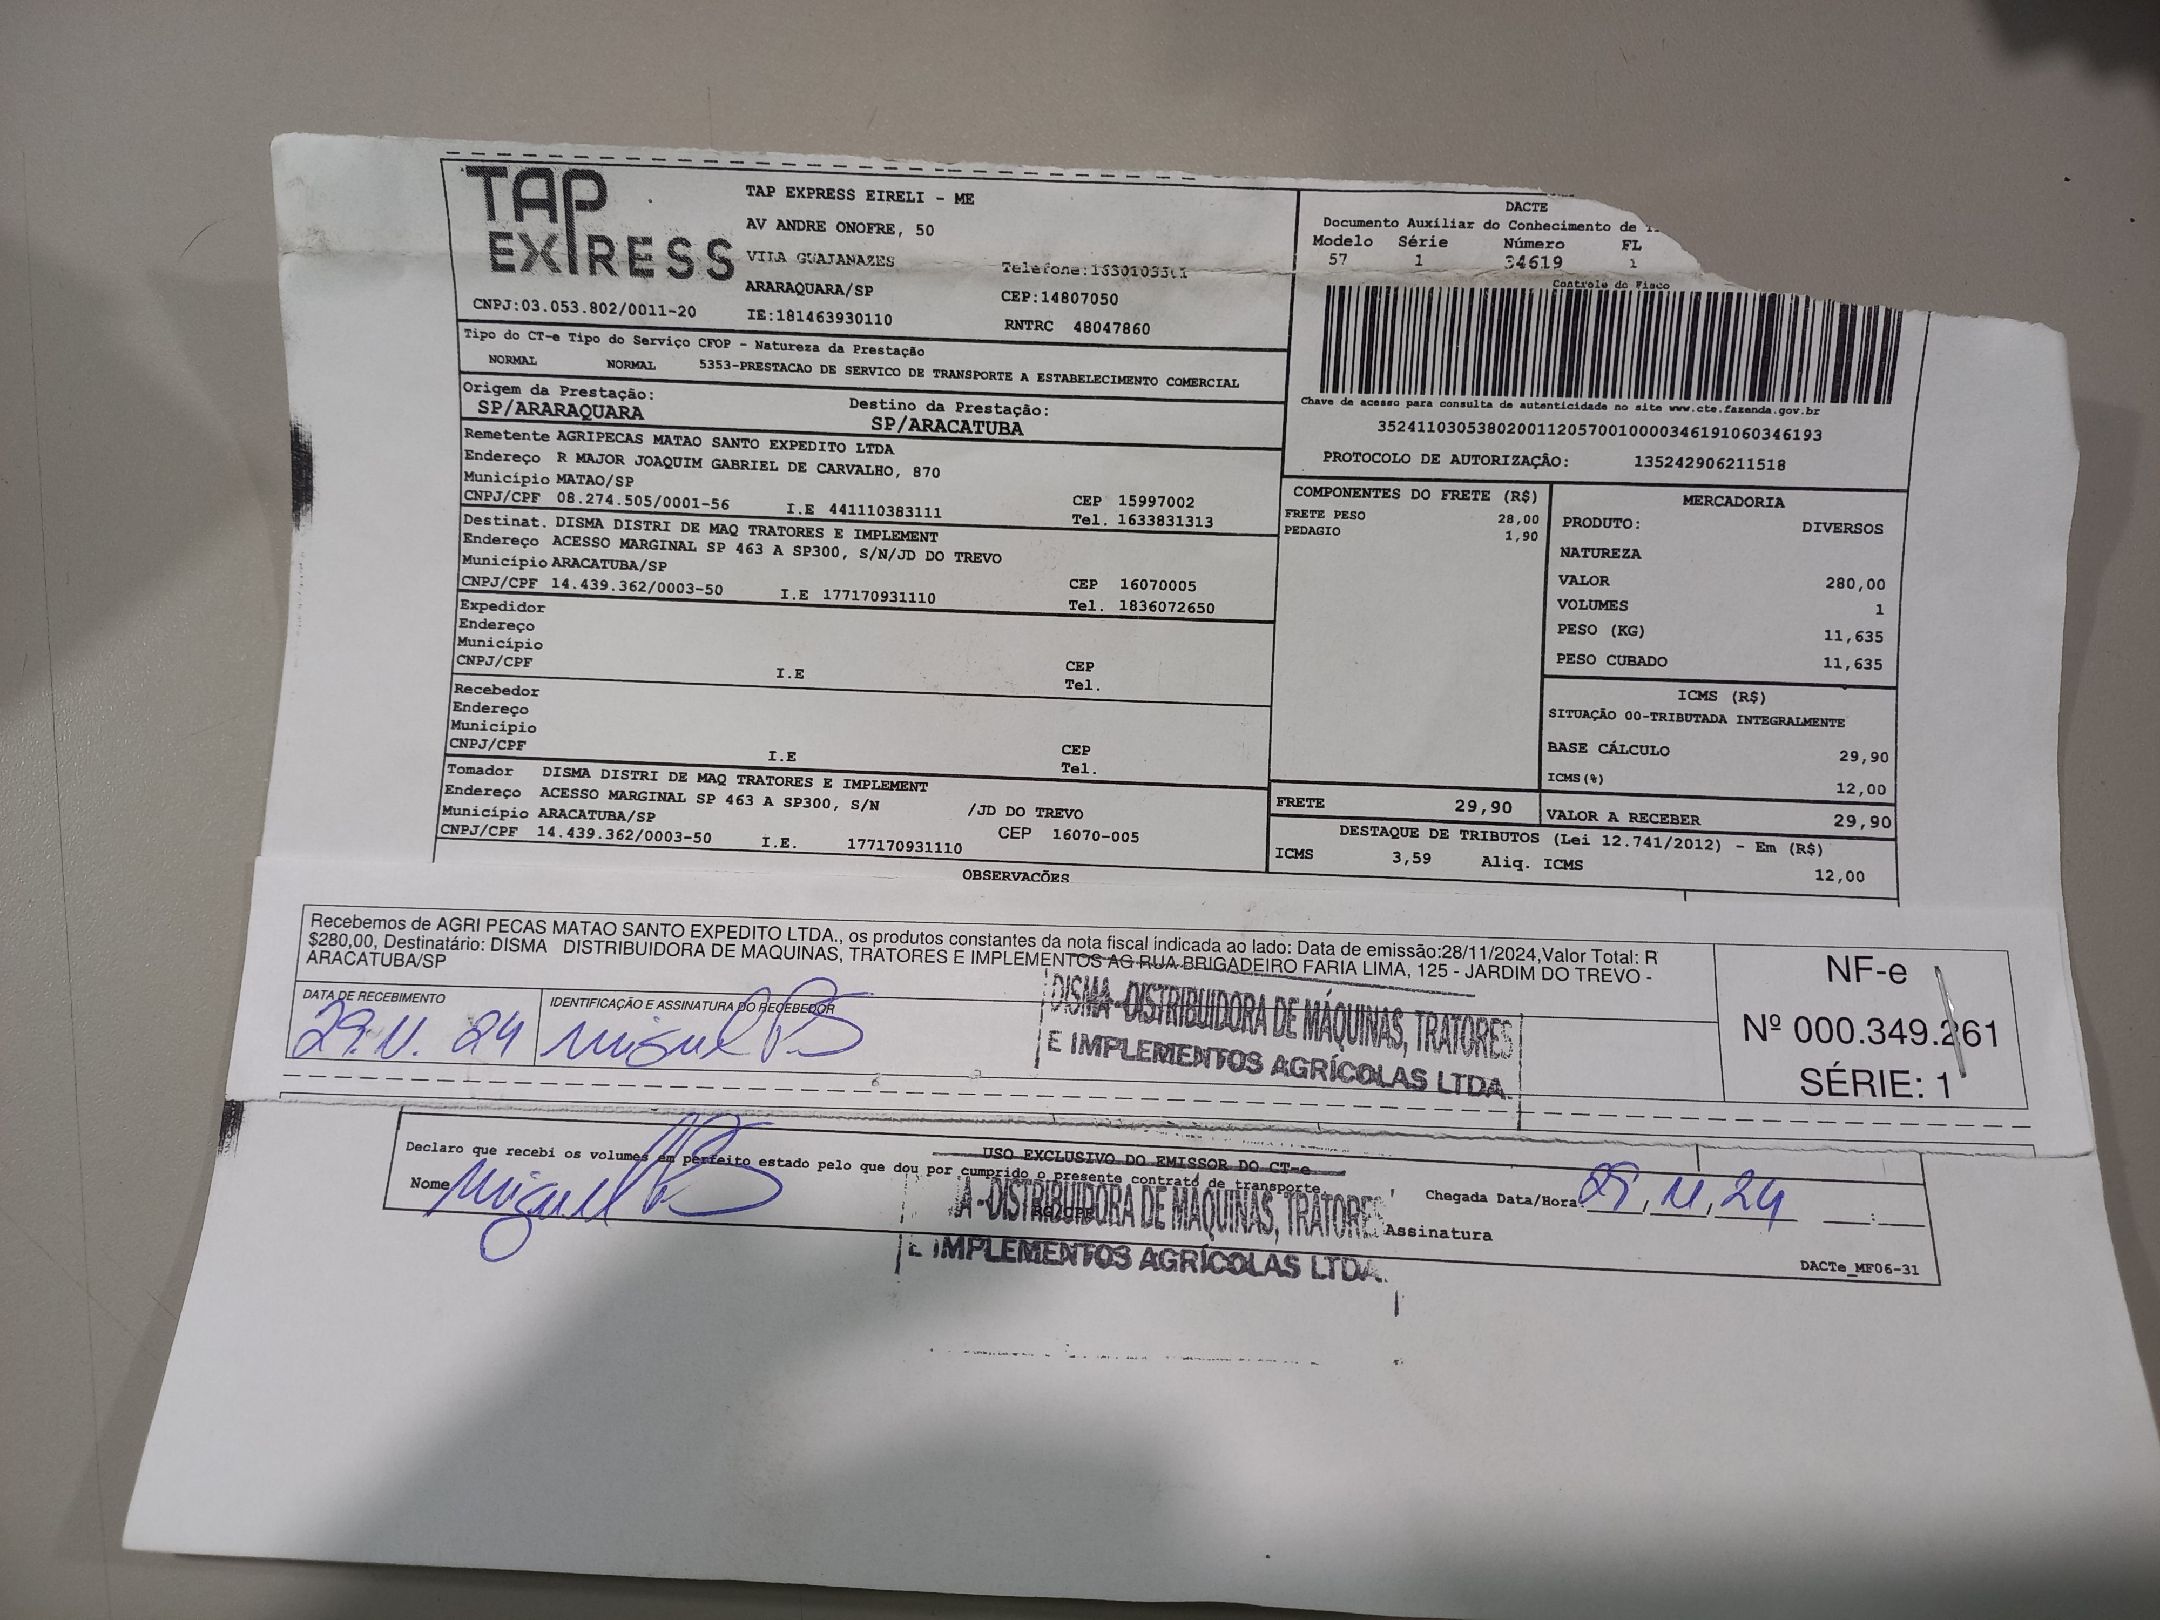 TAP
EXPRESS
TAP EXPRESS EIRELI - ME
AV ANDRE ONOFRE, 50
VILA GUAIANAZES
ARARAQUARA/SP CEP:14807050
CNPJ:03.053.802/0011-20 IE:181463930110 RNTRC 48047860
DACTE
Documento Auxíliar do Conhecimento de
Modelo Série Número FL
57 1 34619 1
Controle do Fisco
Chave de acesso para consulta de autenticidade no site www.cte.fazenda.gov.br
35241103053802001120570010000346191060346193
PROTOCOLO DE AUTORIZAÇÃO: 135242906211518
Tipo do CT-e Tipo do Serviço CFOP - Natureza da Prestação
NORMAL NORMAL 5353-PRESTACAO DE SERVICO DE TRANSPORTE A ESTABELECIMENTO COMERCIAL
Origem da Prestação: Destino da Prestação:
SP/ARARAQUARA SP/ARACATUBA
Remetente AGRIPECAS MATAO SANTO EXPEDITO LTDA
Endereço R MAJOR JOAQUIM GABRIEL DE CARVALHO, 870
Município MATAO/SP CEP 15997002
CNPJ/CPF 08.274.505/0001-56 I.E 441110383111 Tel. 1633831313
Destinat. DISMA DISTRI DE MAQ TRATORES E IMPLEMENT
Endereço ACESSO MARGINAL SP 463 A SP300, S/N/JD DO TREVO
Município ARACATUBA/SP CEP 16070005
CNPJ/CPF 14.439.362/0003-50 I.E 177170931110 Tel. 1836072650
Expedidor
Endereço
Município
CNPJ/CPF I.E CEP
Tel.
Recebedor
Endereço
Município
CNPJ/CPF I.E CEP
Tel.
Tomador DISMA DISTRI DE MAQ TRATORES E IMPLEMENT
Endereço ACESSO MARGINAL SP 463 A SP300, S/N /JD DO TREVO
Município ARACATUBA/SP CEP 16070-005
CNPJ/CPF 14.439.362/0003-50 I.E. 177170931110
COMPONENTES DO FRETE (R$)
FRETE PESO 28,00
PEDAGIO 1,90
MERCADORIA
PRODUTO: DIVERSOS
NATUREZA
VALOR 280,00
VOLUMES 1
PESO (KG) 11,635
PESO CUBADO 11,635
ICMS (R$)
SITUAÇÃO 00-TRIBUTADA INTEGRALMENTE
BASE CÁLCULO 29,90
ICMS(%) 12,00
FRETE 29,90 VALOR A RECEBER 29,90
DESTAQUE DE TRIBUTOS (Lei 12.741/2012) - Em (R$)
ICMS 3,59 Aliq. ICMS 12,00
OBSERVACÕES
Recebemos de AGRI PECAS MATAO SANTO EXPEDITO LTDA., os produtos constantes da nota fiscal indicada ao lado: Data de emissão:28/11/2024,Valor Total: R
$280,00, Destinatário: DISMA DISTRIBUIDORA DE MAQUINAS, TRATORES E IMPLEMENTOS AG RUA BRIGADEIRO FARIA LIMA, 125 - JARDIM DO TREVO -
ARACATUBA/SP
DATA DE RECEBIMENTO IDENTIFICAÇÃO E ASSINATURA DO RECEBEDOR
29.11.24 Miguel
DISMA-DISTRIBUIDORA DE MÁQUINAS, TRATORES
E IMPLEMENTOS AGRÍCOLAS LTDA.
NF-e
Nº 000.349.261
SÉRIE: 1
USO EXCLUSIVO DO EMISSOR DO CT-e
Declaro que recebi os volumes em perfeito estado pelo que dou por cumprido o presente contrato de transporte
Nome Miguel
RG/CPF
Chegada Data/Hora: 29,11,24 :
Assinatura
A-DISTRIBUIDORA DE MÁQUINAS, TRATORES
E IMPLEMENTOS AGRÍCOLAS LTDA.
DACTe_MF06-31